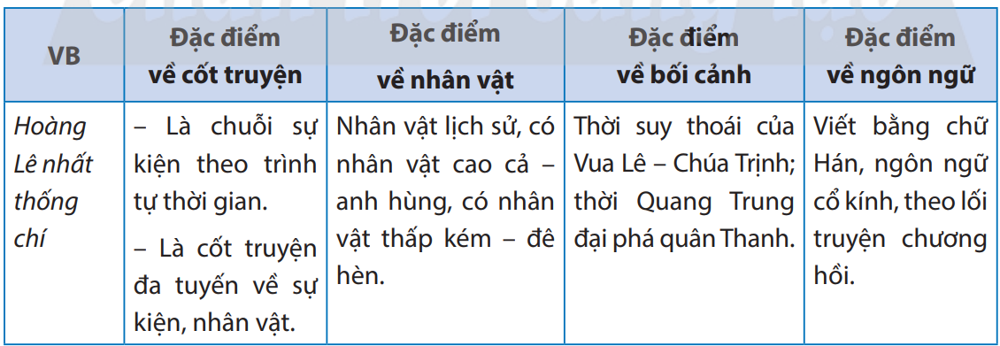 VB
Đặc điểm
về cốt truyện
Đặc điểm
về nhân vật
Đặc điểm
về bối cảnh
Đặc điểm
về ngôn ngữ
Hoàng
Lê nhất
thống
chí
– Là chuỗi sự
kiện theo trình
tự thời gian.
– Là cốt truyện
đa tuyến về sự
kiện, nhân vật.
Nhân vật lịch sử, có
nhân vật cao cả –
anh hùng, có nhân
vật thấp kém – đê
hèn.
Thời suy thoái của
Vua Lê – Chúa Trịnh;
thời Quang Trung
đại phá quân Thanh.
Viết bằng chữ
Hán, ngôn ngữ
cổ kính, theo lối
truyện chương
hồi.